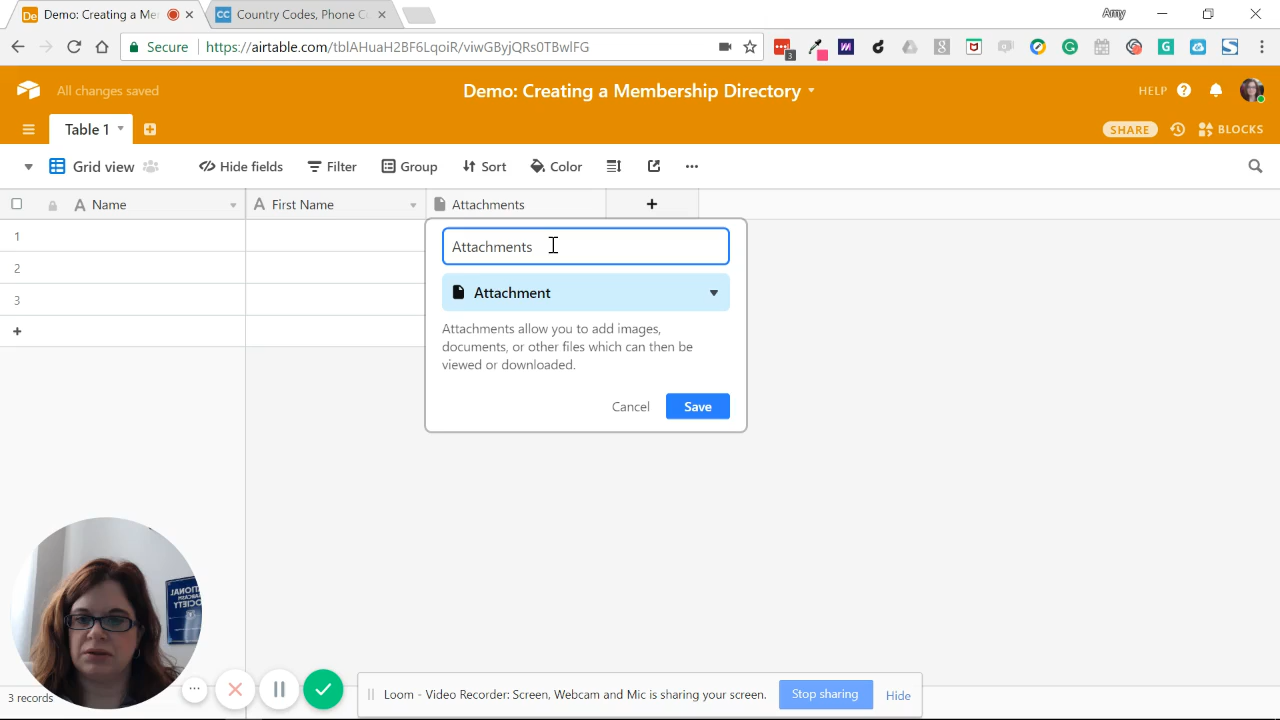 Demo: Creating a Me
Country Codes, Phone C
Amy
Secure
https://airtable.com/tblAHuaH2BF6LqoiR/viwGByjQRs0TBwlFG
3
All changes saved
Demo: Creating a Membership Directory
HELP
Table 1
SHARE
BLOCKS
Grid view
Hide fields
Filter
Group
Sort
Color
Name
First Name
Attachments
1
2
3
Attachments
Attachment
Attachments allow you to add images,
documents, or other files which can then be
viewed or downloaded.
Cancel
Save
3 records
Loom - Video Recorder: Screen, Webcam and Mic is sharing your screen.
Stop sharing
Hide